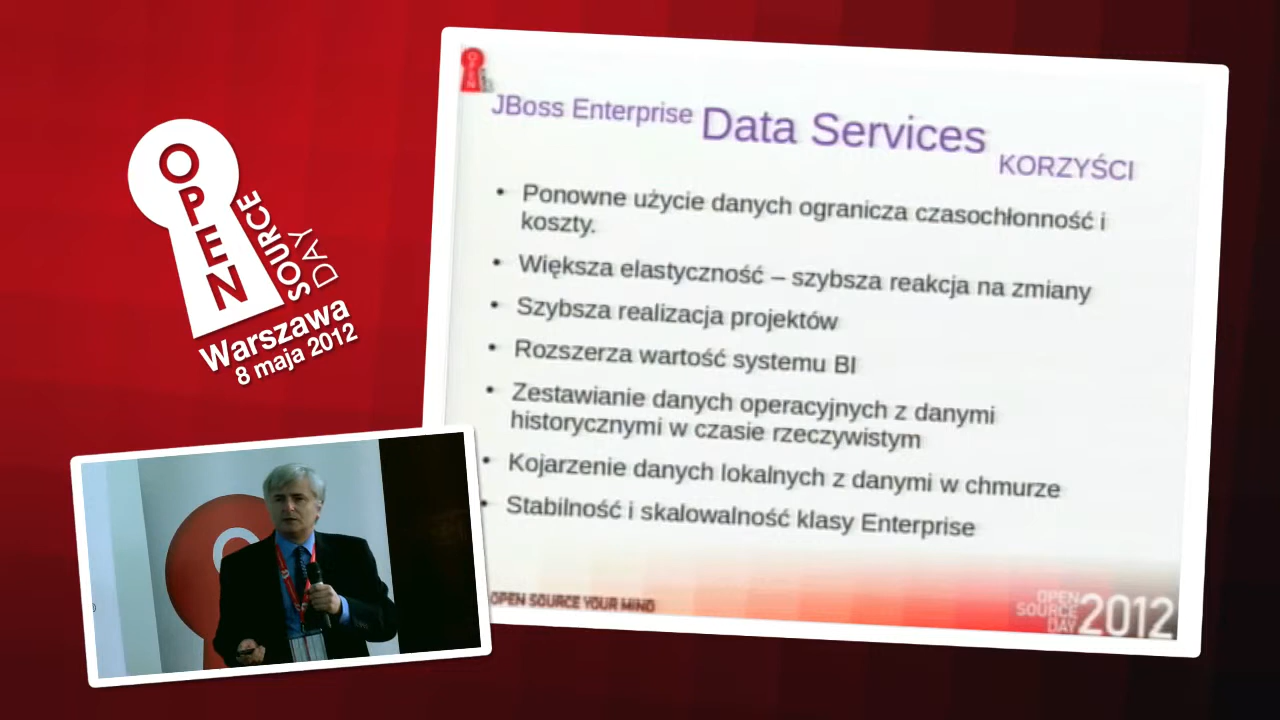 OPEN
SOURCE
DAY
Warszawa
8 maja 2012
OPEN
JBoss Enterprise Data Services KORZYŚCI
• Ponowne użycie danych ogranicza czasochłonność i
koszty.
• Większa elastyczność – szybsza reakcja na zmiany
• Szybsza realizacja projektów
• Rozszerza wartość systemu BI
• Zestawianie danych operacyjnych z danymi
historycznymi w czasie rzeczywistym
• Kojarzenie danych lokalnych z danymi w chmurze
• Stabilność i skalowalność klasy Enterprise
OPEN SOURCE YOUR MIND
OPEN
SOURCE
DAY 2012